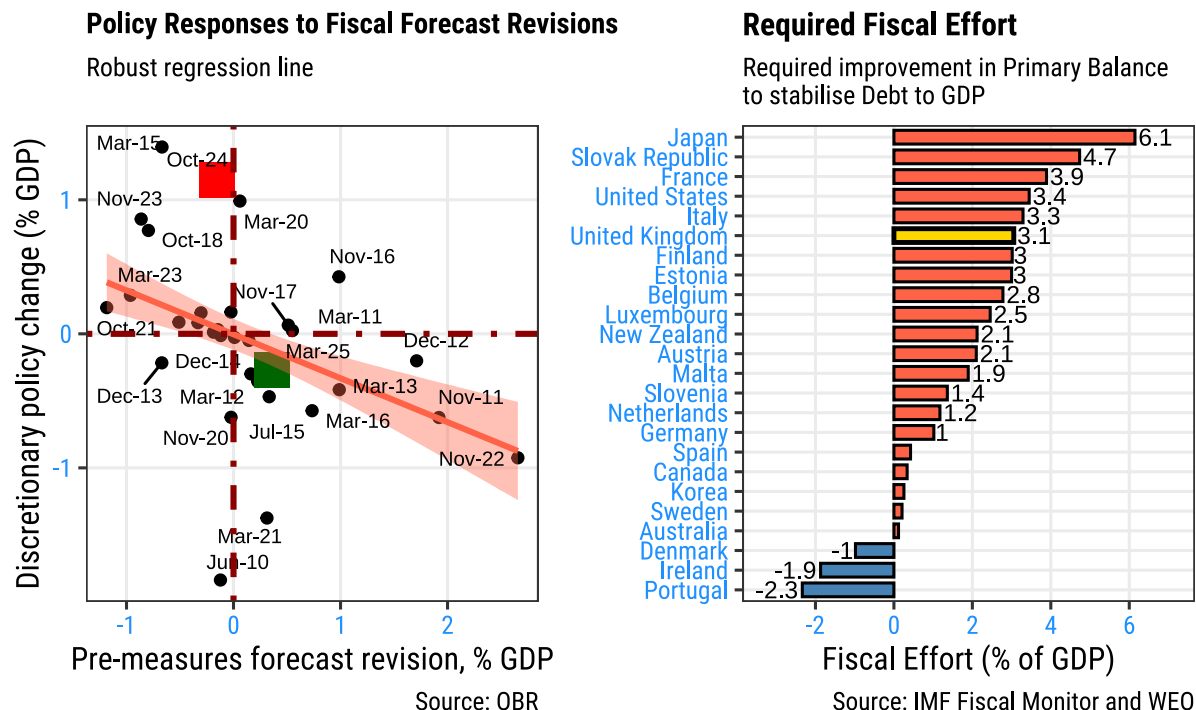 Policy Responses to Fiscal Forecast Revisions
Robust regression line
Discretionary policy change (% GDP)
1
0
-1
Mar-15
Oct-24
Nov-23
Mar-20
Oct-18
Nov-16
Mar-23
Nov-17
Mar-11
Oct-21
Dec-12
Mar-25
Dec-14
Dec-13
Mar-12
Mar-13
Nov-11
Mar-16
Jul-15
Nov-20
Nov-22
Mar-21
Jun-10
-1
0
1
2
Pre-measures forecast revision, % GDP
Source: OBR
Required Fiscal Effort
Required improvement in Primary Balance
to stabilise Debt to GDP
Japan 6.1
Slovak Republic 4.7
France 3.9
United States 3.4
Italy 3.3
United Kingdom 3.1
Finland 3
Estonia 3
Belgium 2.8
Luxembourg 2.5
New Zealand 2.1
Austria 2.1
Malta 1.9
Slovenia 1.4
Netherlands 1.2
Germany 1
Spain
Canada
Korea
Sweden
Australia
Denmark -1
Ireland -1.9
Portugal -2.3
-2
0
2
4
6
Fiscal Effort (% of GDP)
Source: IMF Fiscal Monitor and WEO